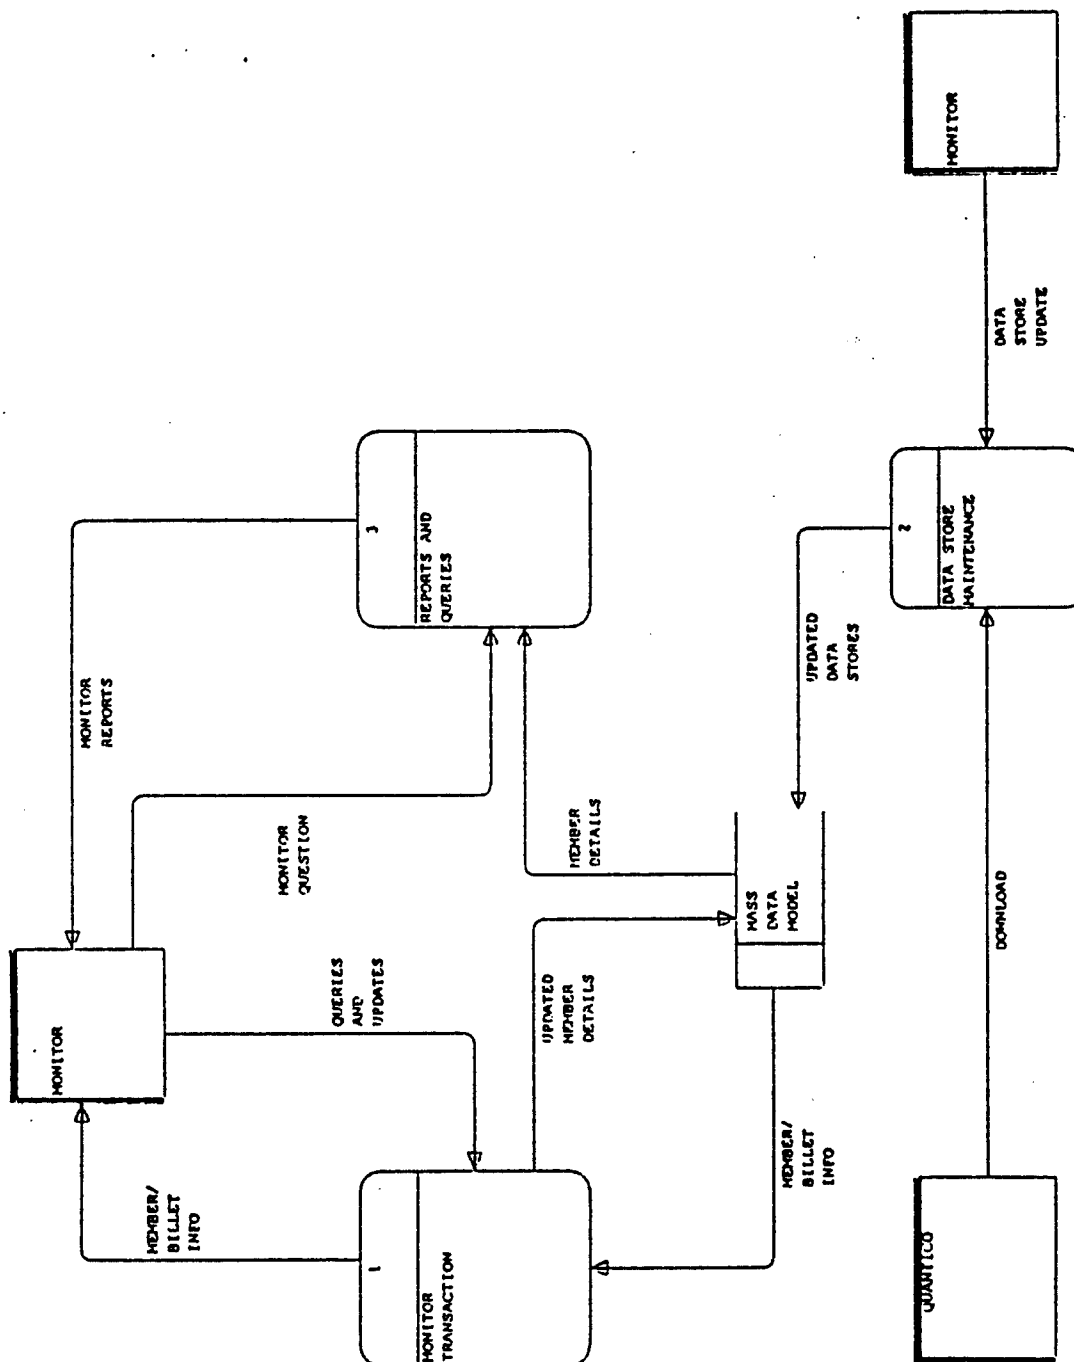 MONITOR
MEMBER/
BILLET
INFO
QUERIES
AND
UPDATES
MONITOR
QUESTION
MONITOR
REPORTS
1
MONITOR
TRANSACTION
UPDATED
MEMBER
DETAILS
MEMBER
DETAILS
3
REPORTS AND
QUERIES
MEMBER/
BILLET
INFO
MASS
DATA
MODEL
UPDATED
DATA
STORES
QUANTICO
DOWNLOAD
2
DATA STORE
MAINTENANCE
DATA
STORE
UPDATE
MONITOR